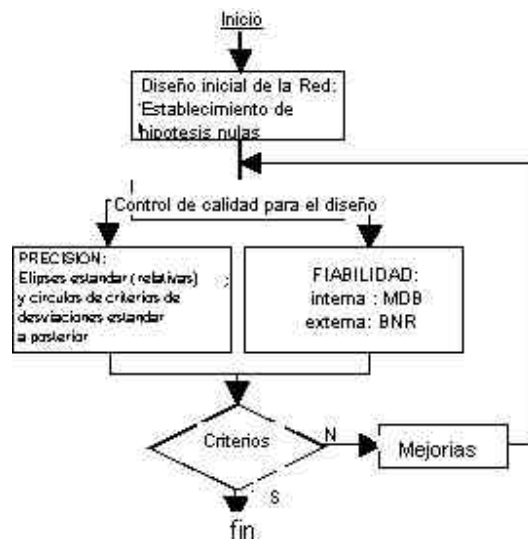 Inicio
Diseño inicial de la Red:
Establecimiento de
hipotesis nulas
Control de calidad para el diseño
PRECISION:
Elipses estandar (relativas)
y circulos de criterios de
desviaciones estandar
a posterior
FIABILIDAD:
interna : MDB
externa: BNR
Criterios
N
Mejorias
S
fin